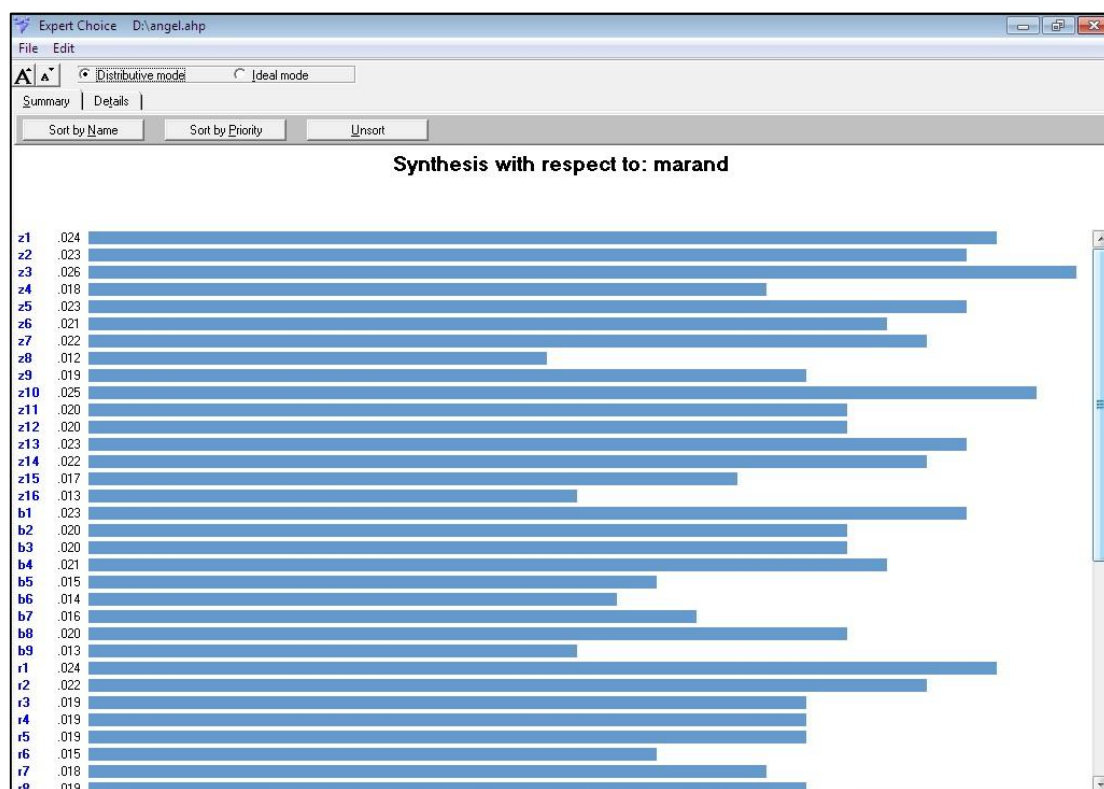 Expert Choice D:\angel.ahp
File Edit
A A Distributive mode Ideal mode
Summary Details
Sort by Name Sort by Priority Unsort
Synthesis with respect to: marand
z1 .024
z2 .023
z3 .026
z4 .018
z5 .023
z6 .021
z7 .022
z8 .012
z9 .019
z10 .025
z11 .020
z12 .020
z13 .023
z14 .022
z15 .017
z16 .013
b1 .023
b2 .020
b3 .020
b4 .021
b5 .015
b6 .014
b7 .016
b8 .020
b9 .013
r1 .024
r2 .022
r3 .019
r4 .019
r5 .019
r6 .015
r7 .018
r8 .019